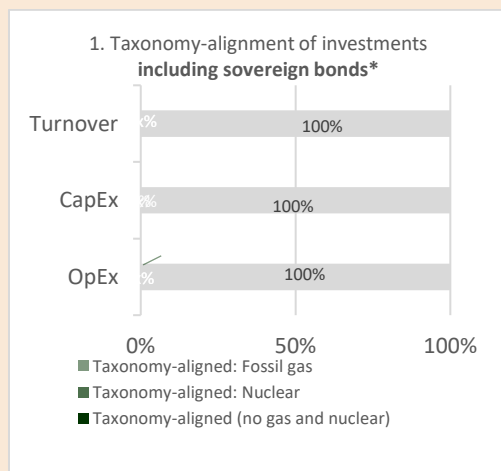 1. Taxonomy-alignment of investments
including sovereign bonds*
Turnover
x%
100%
CapEx
%
100%
OpEx
%
100%
0% 50% 100%
Taxonomy-aligned: Fossil gas
Taxonomy-aligned: Nuclear
Taxonomy-aligned (no gas and nuclear)